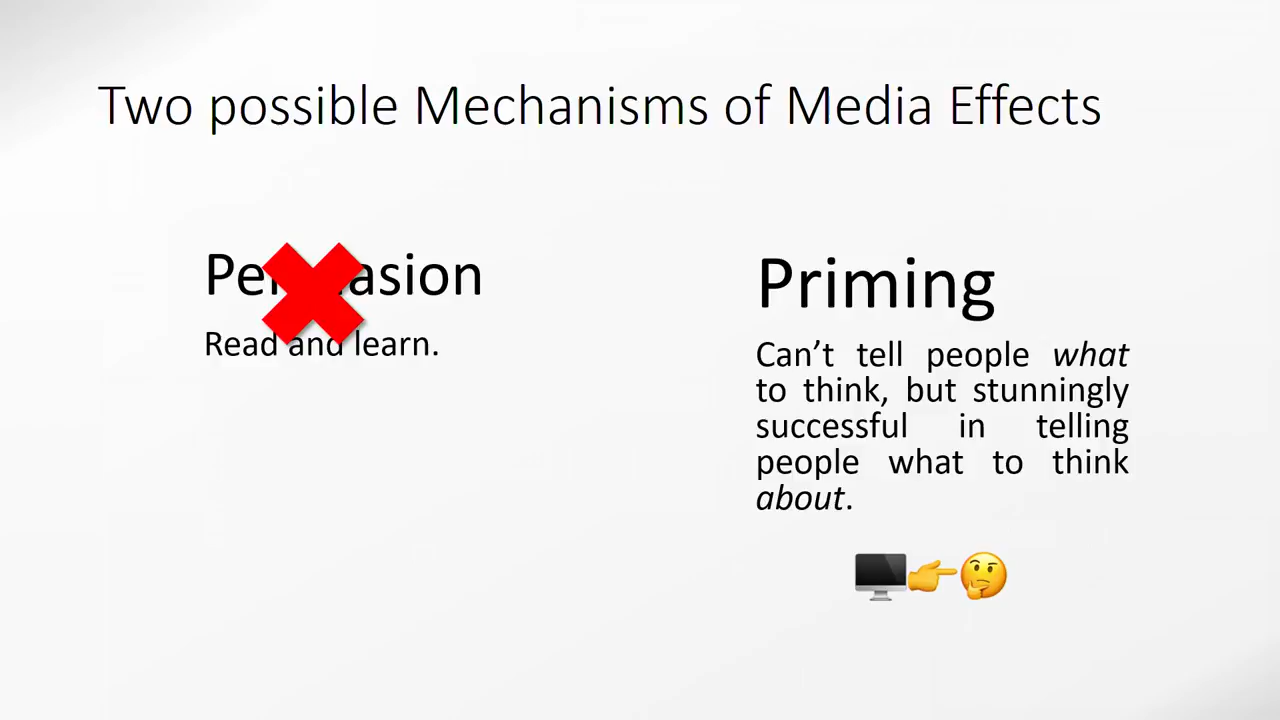 Two possible Mechanisms of Media Effects
Persuasion
Read and learn.
Priming
Can’t tell people what
to think, but stunningly
successful in telling
people what to think
about.